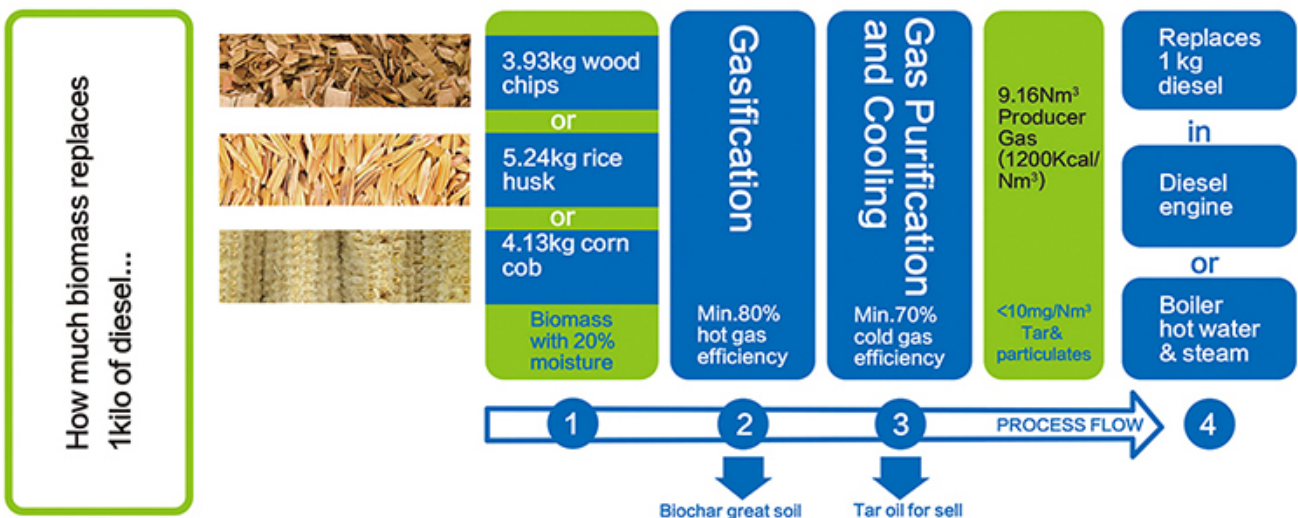 How much biomass replaces
1kilo of diesel...
3.93kg wood
chips
or
5.24kg rice
husk
or
4.13kg corn
cob
Biomass
with 20%
moisture
Gasification
Min.80%
hot gas
efficiency
Gas Purification
and Cooling
Min.70%
cold gas
efficiency
9.16Nm³
Producer
Gas
(1200Kcal/
Nm³)
<10mg/Nm³
Tar&
particulates
Replaces
1 kg
diesel
in
Diesel
engine
or
Boiler
hot water
& steam
1
2
3
PROCESS FLOW
4
Biochar great soil
Tar oil for sell